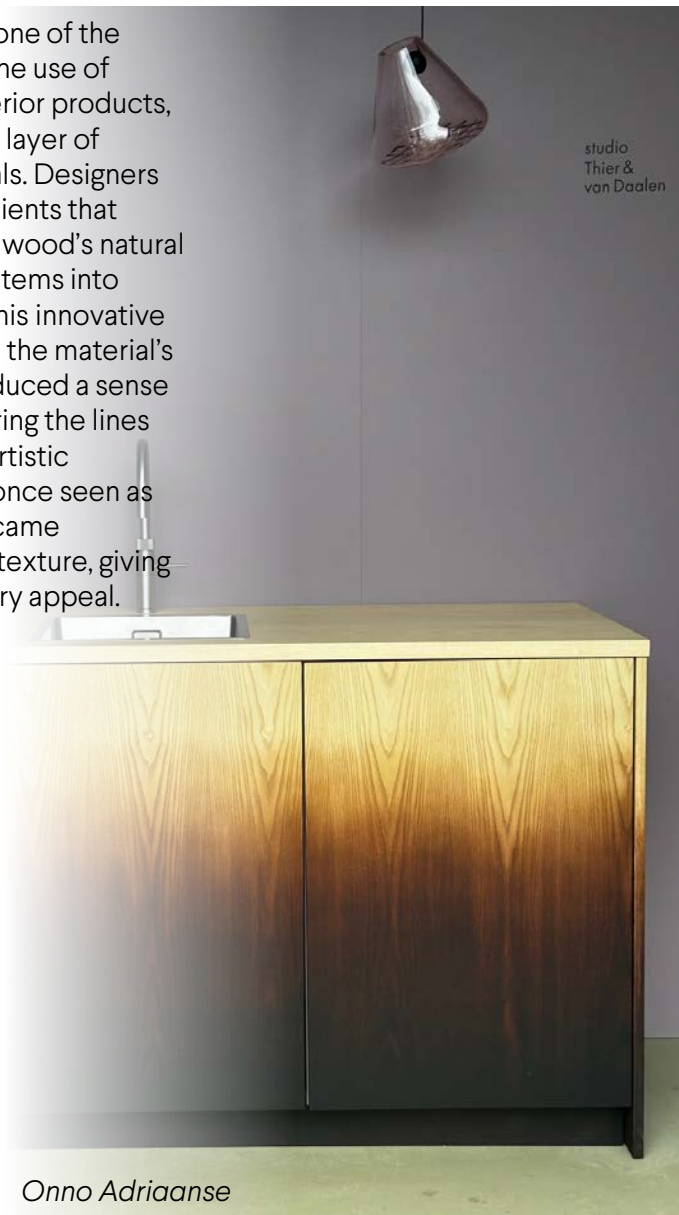 one of the
he use of
erior products,
layer of
ls. Designers
ients that
wood's natural
tems into
his innovative
the material's
duced a sense
ring the lines
rtistic
once seen as
came
texture, giving
ry appeal.
studio
Thier &
van Daalen
Onno Adriaanse